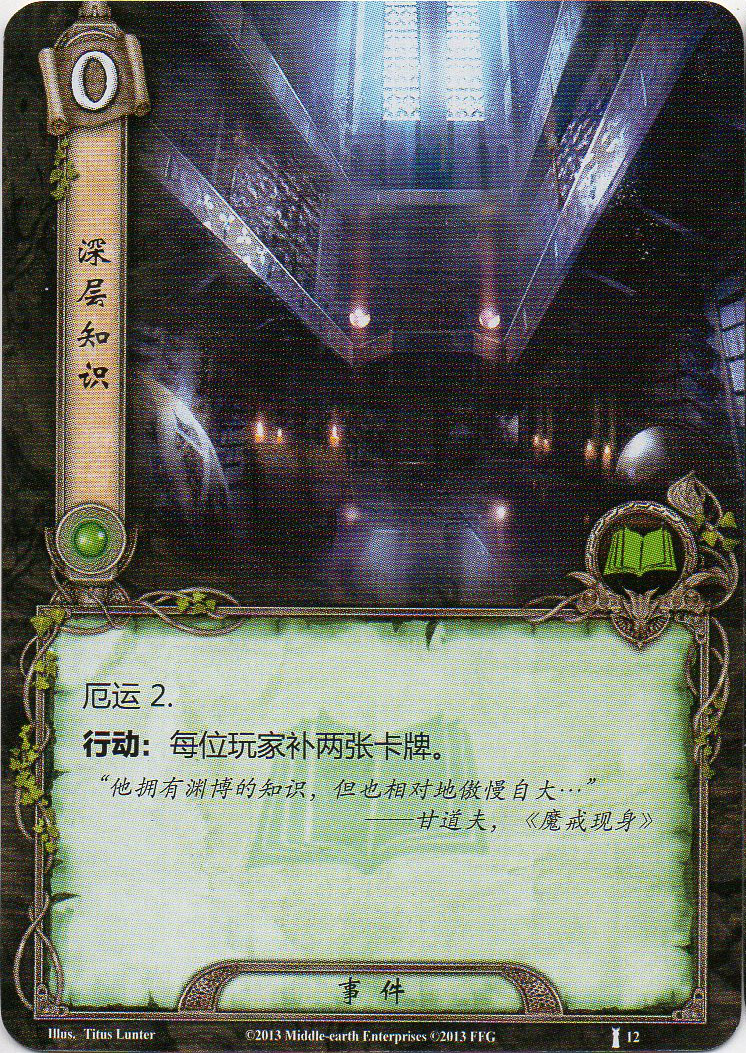 0
深层知识
厄运 2.
行动：每位玩家补两张卡牌。
“他拥有渊博的知识，但也相对地傲慢自大…”
——甘道夫，《魔戒现身》
事件
Illus. Titus Lunter ©2013 Middle-earth Enterprises ©2013 FFG 12